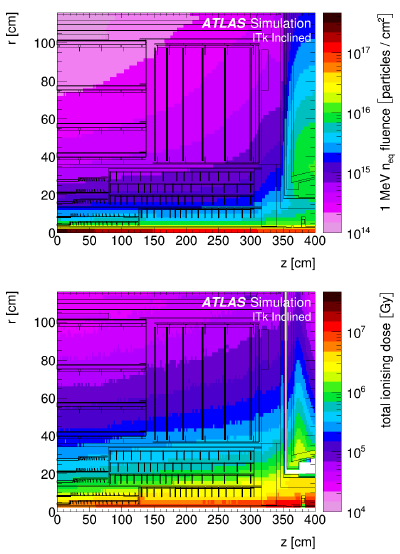 r [cm]
ATLAS Simulation
ITk Inclined
100
80
60
40
20
0
0 50 100 150 200 250 300 350 400
z [cm]
10^17
10^16
10^15
10^14
1 MeV n_eq fluence [particles / cm^2]
r [cm]
ATLAS Simulation
ITk Inclined
100
80
60
40
20
0
0 50 100 150 200 250 300 350 400
z [cm]
10^7
10^6
10^5
10^4
total ionising dose [Gy]